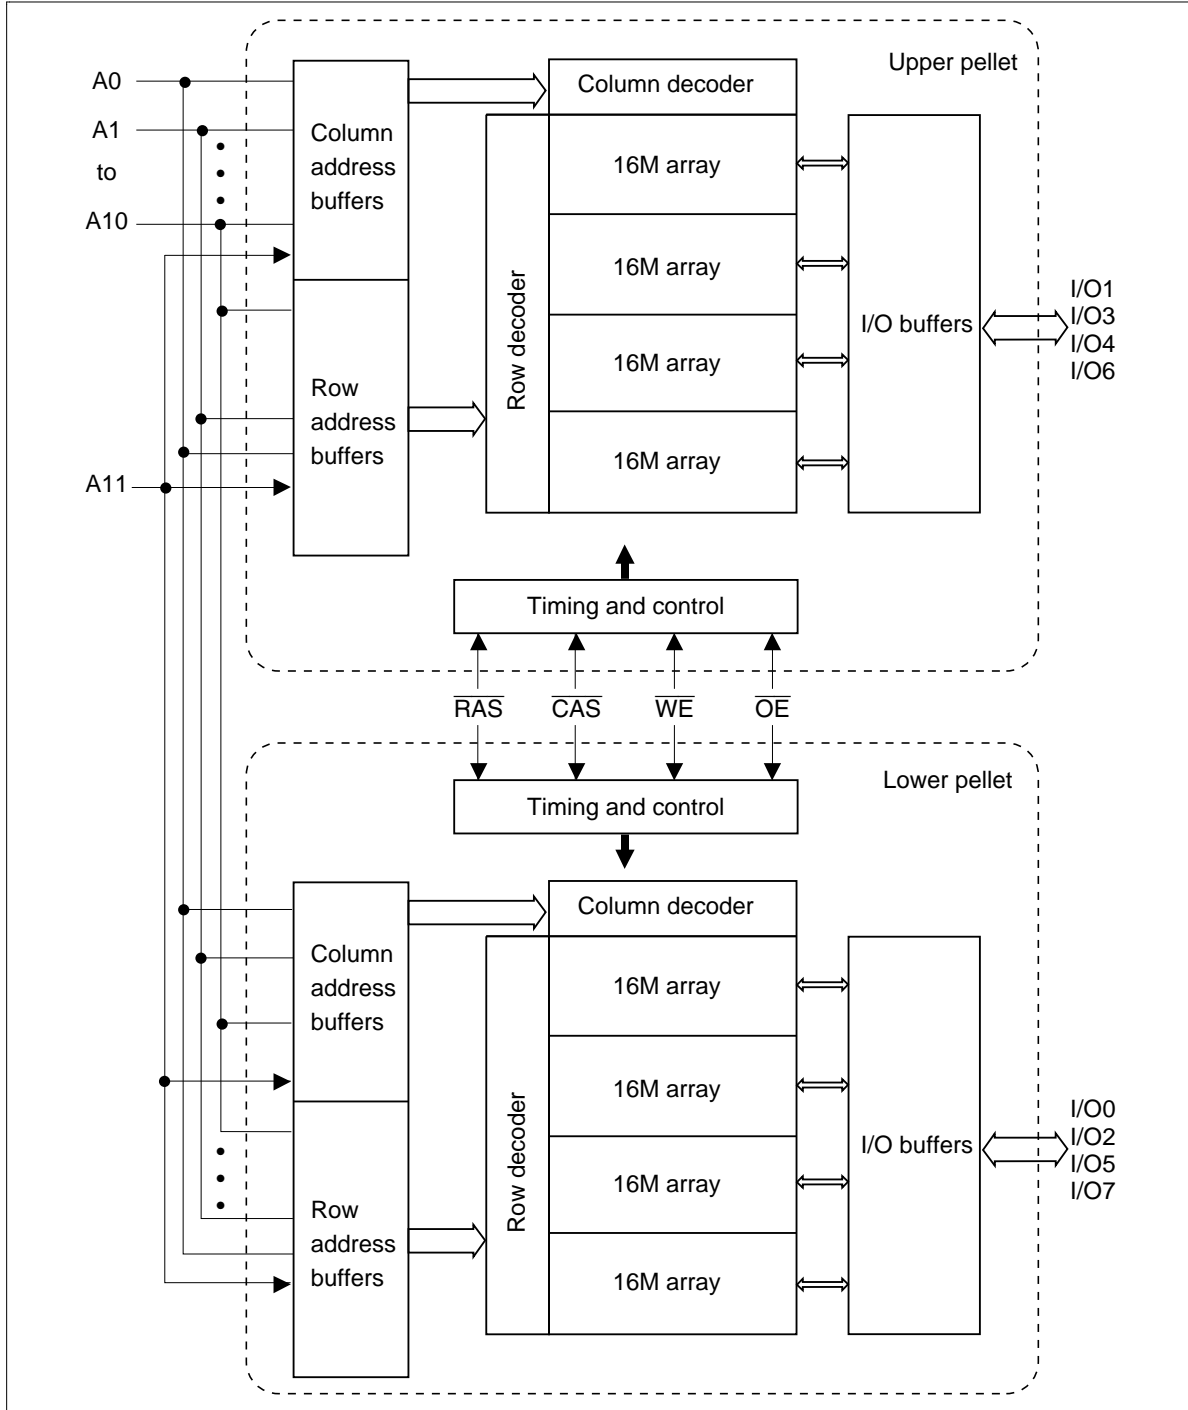 Upper pellet
A0
A1
to
A10
A11
Column
address
buffers
Row
address
buffers
Column decoder
Row decoder
16M array
16M array
16M array
16M array
I/O buffers
I/O1
I/O3
I/O4
I/O6
Timing and control
RAS
CAS
WE
OE
Lower pellet
Timing and control
Column
address
buffers
Row
address
buffers
Column decoder
Row decoder
16M array
16M array
16M array
16M array
I/O buffers
I/O0
I/O2
I/O5
I/O7